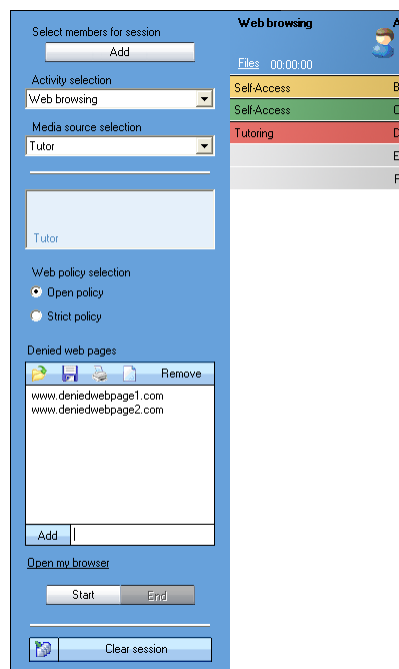 Select members for session
Add
Activity selection
Web browsing
Media source selection
Tutor
Tutor
Web policy selection
Open policy
Strict policy
Denied web pages
Remove
www.deniedwebpage1.com
www.deniedwebpage2.com
Add
Open my browser
Start End
Clear session
Web browsing A
Files 00:00:00
Self-Access B
Self-Access C
Tutoring D
E
F